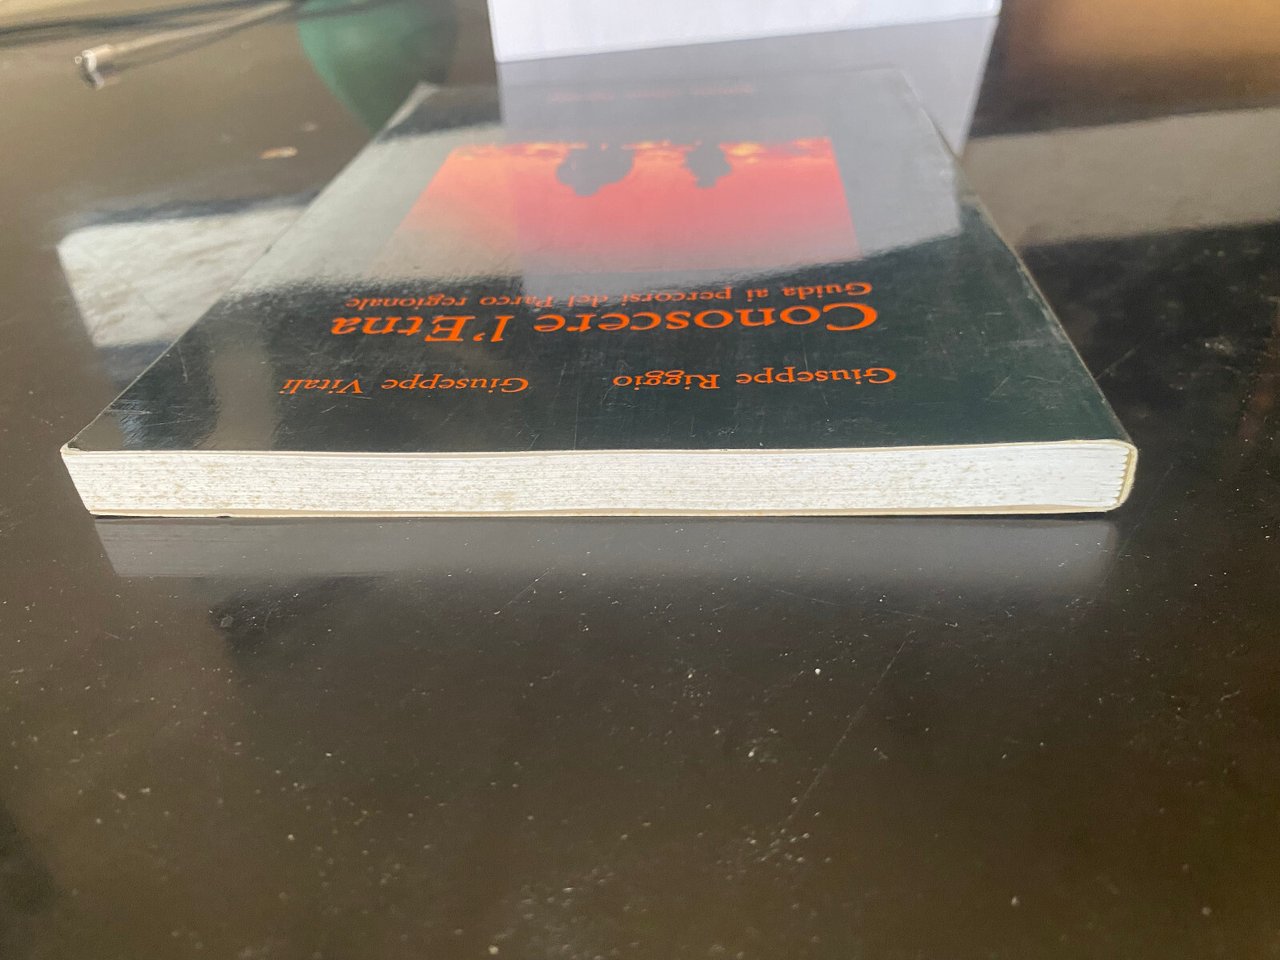 Giuseppe Riggio Giuseppe Vitali
Conoscere l'Etna
Guida ai percorsi del Parco regionale